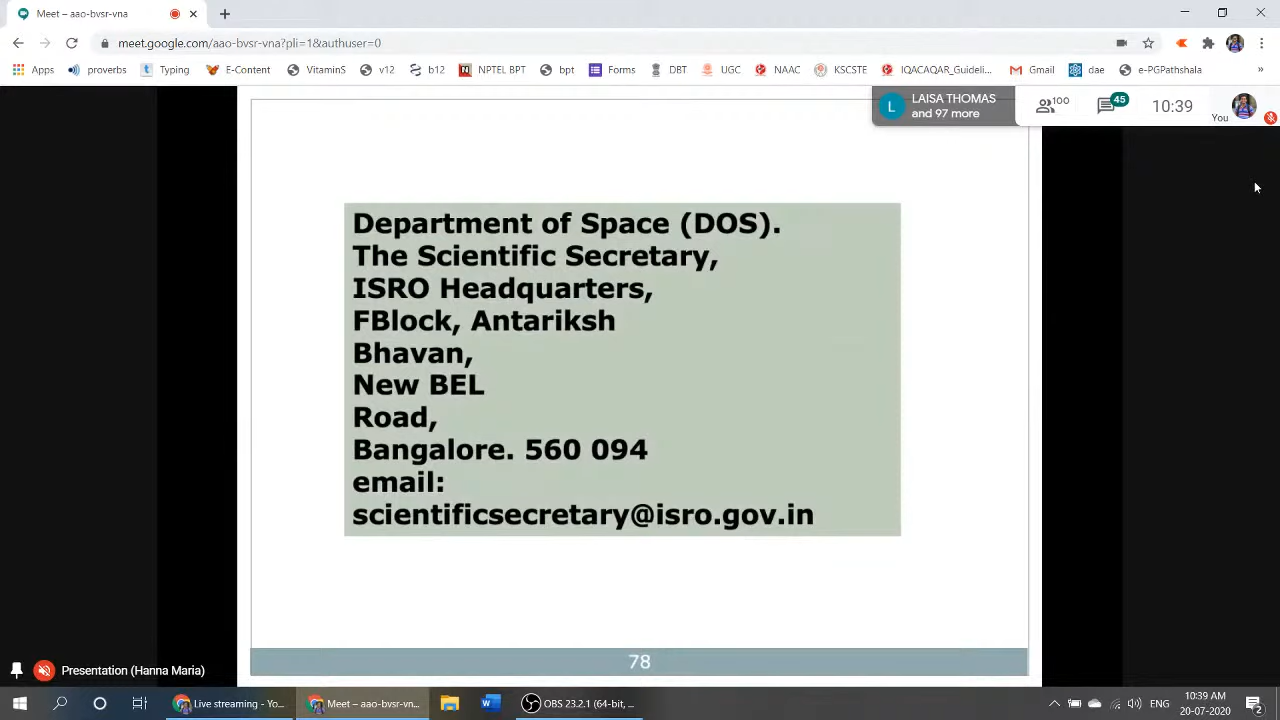 Meet – aao-bvsr-vna
meet.google.com/aao-bvsr-vna?pli=1&authuser=0
Apps proverbs Typing E-Content VitaminS v12 b12 NPTEL BPT bpt Forms DBT UGC NAAC KSCSTE IQACAQAR_Guideli... Gmail dae e-PGPathshala »
LAISA THOMAS
and 97 more
100 45 10:39
You
Department of Space (DOS).
The Scientific Secretary,
ISRO Headquarters,
FBlock, Antariksh
Bhavan,
New BEL
Road,
Bangalore. 560 094
email:
scientificsecretary@isro.gov.in
78
Presentation (Hanna Maria)
Live streaming - Yo... Meet – aao-bvsr-vn... OBS 23.2.1 (64-bit, ... ENG 10:39 AM
20-07-2020 2